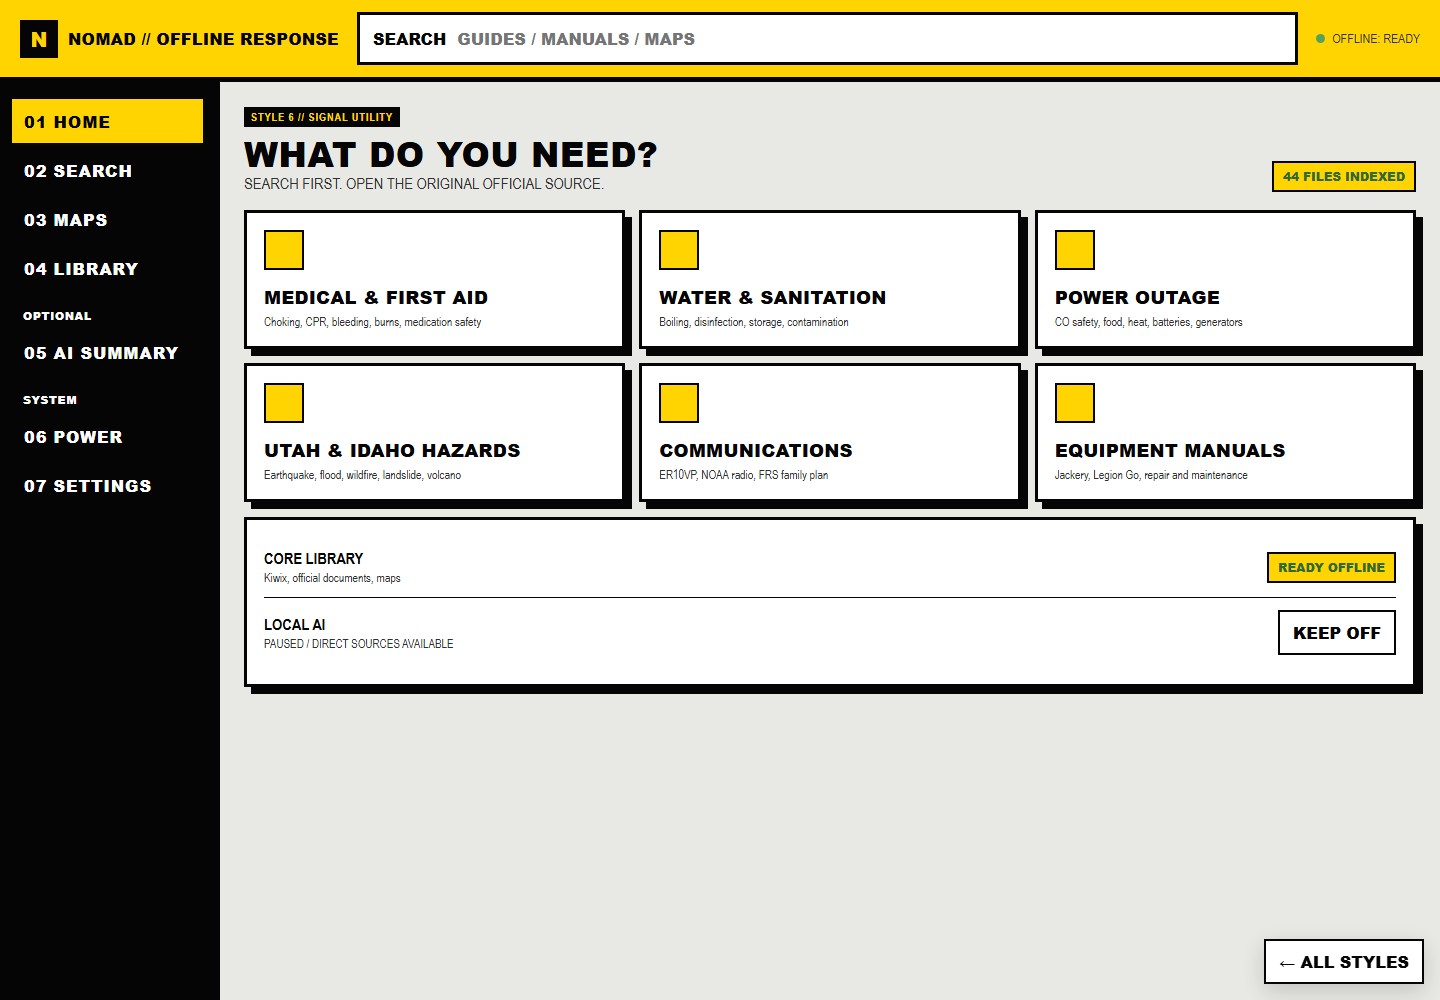 N
NOMAD // OFFLINE RESPONSE
SEARCH GUIDES / MANUALS / MAPS
OFFLINE: READY
01 HOME
02 SEARCH
03 MAPS
04 LIBRARY
OPTIONAL
05 AI SUMMARY
SYSTEM
06 POWER
07 SETTINGS
STYLE 6 // SIGNAL UTILITY
WHAT DO YOU NEED?
SEARCH FIRST. OPEN THE ORIGINAL OFFICIAL SOURCE.
44 FILES INDEXED
MEDICAL & FIRST AID
Choking, CPR, bleeding, burns, medication safety
WATER & SANITATION
Boiling, disinfection, storage, contamination
POWER OUTAGE
CO safety, food, heat, batteries, generators
UTAH & IDAHO HAZARDS
Earthquake, flood, wildfire, landslide, volcano
COMMUNICATIONS
ER10VP, NOAA radio, FRS family plan
EQUIPMENT MANUALS
Jackery, Legion Go, repair and maintenance
CORE LIBRARY
Kiwix, official documents, maps
READY OFFLINE
LOCAL AI
PAUSED / DIRECT SOURCES AVAILABLE
KEEP OFF
← ALL STYLES